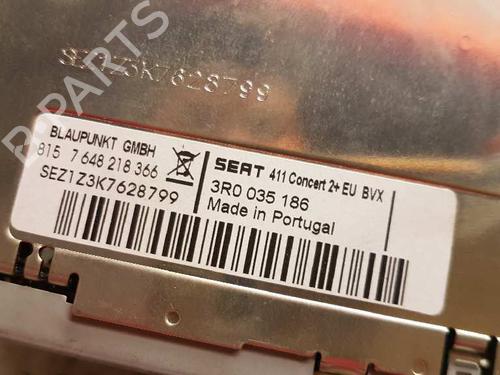 SEZ1Z3K7628799
B-PARTS
BLAUPUNKT GMBH
815 7 648 218 366
SEZ1Z3K7628799
SEAT 411 Concert 2+ EU BVX
3R0 035 186
Made in Portugal